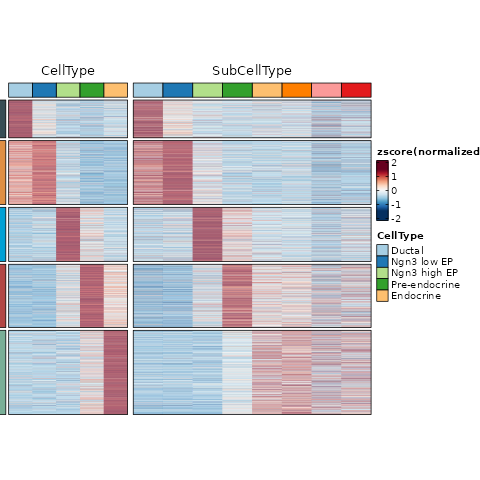 CellType SubCellType
zscore(normalized
2
1
0
-1
-2
CellType
Ductal
Ngn3 low EP
Ngn3 high EP
Pre-endocrine
Endocrine